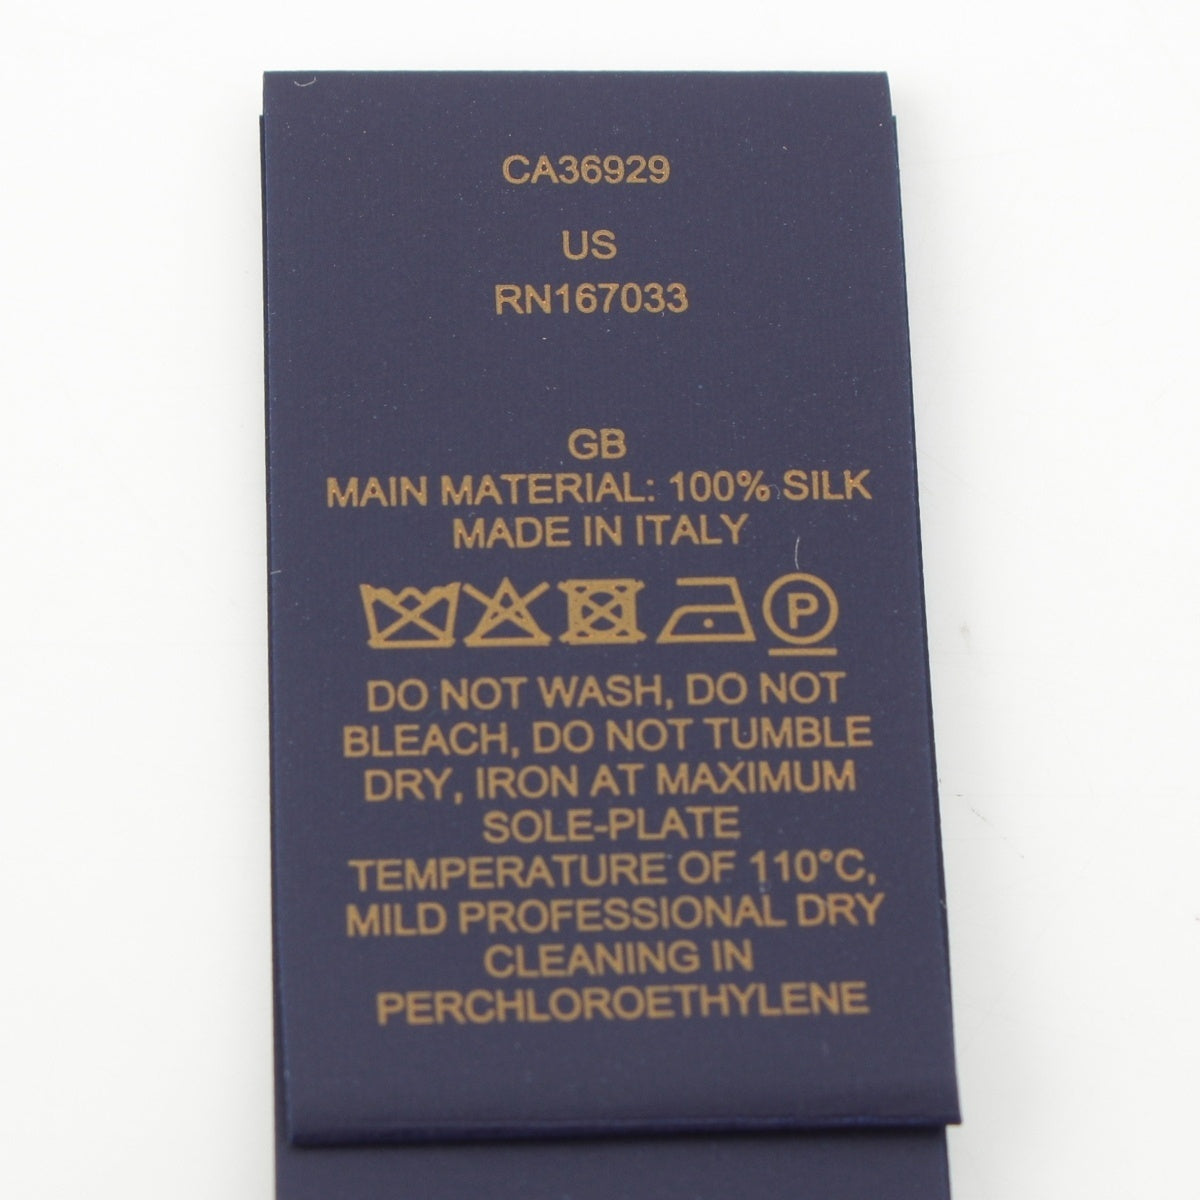 CA36929
US
RN167033
GB
MAIN MATERIAL: 100% SILK
MADE IN ITALY
P
DO NOT WASH, DO NOT
BLEACH, DO NOT TUMBLE
DRY, IRON AT MAXIMUM
SOLE-PLATE
TEMPERATURE OF 110°C,
MILD PROFESSIONAL DRY
CLEANING IN
PERCHLOROETHYLENE